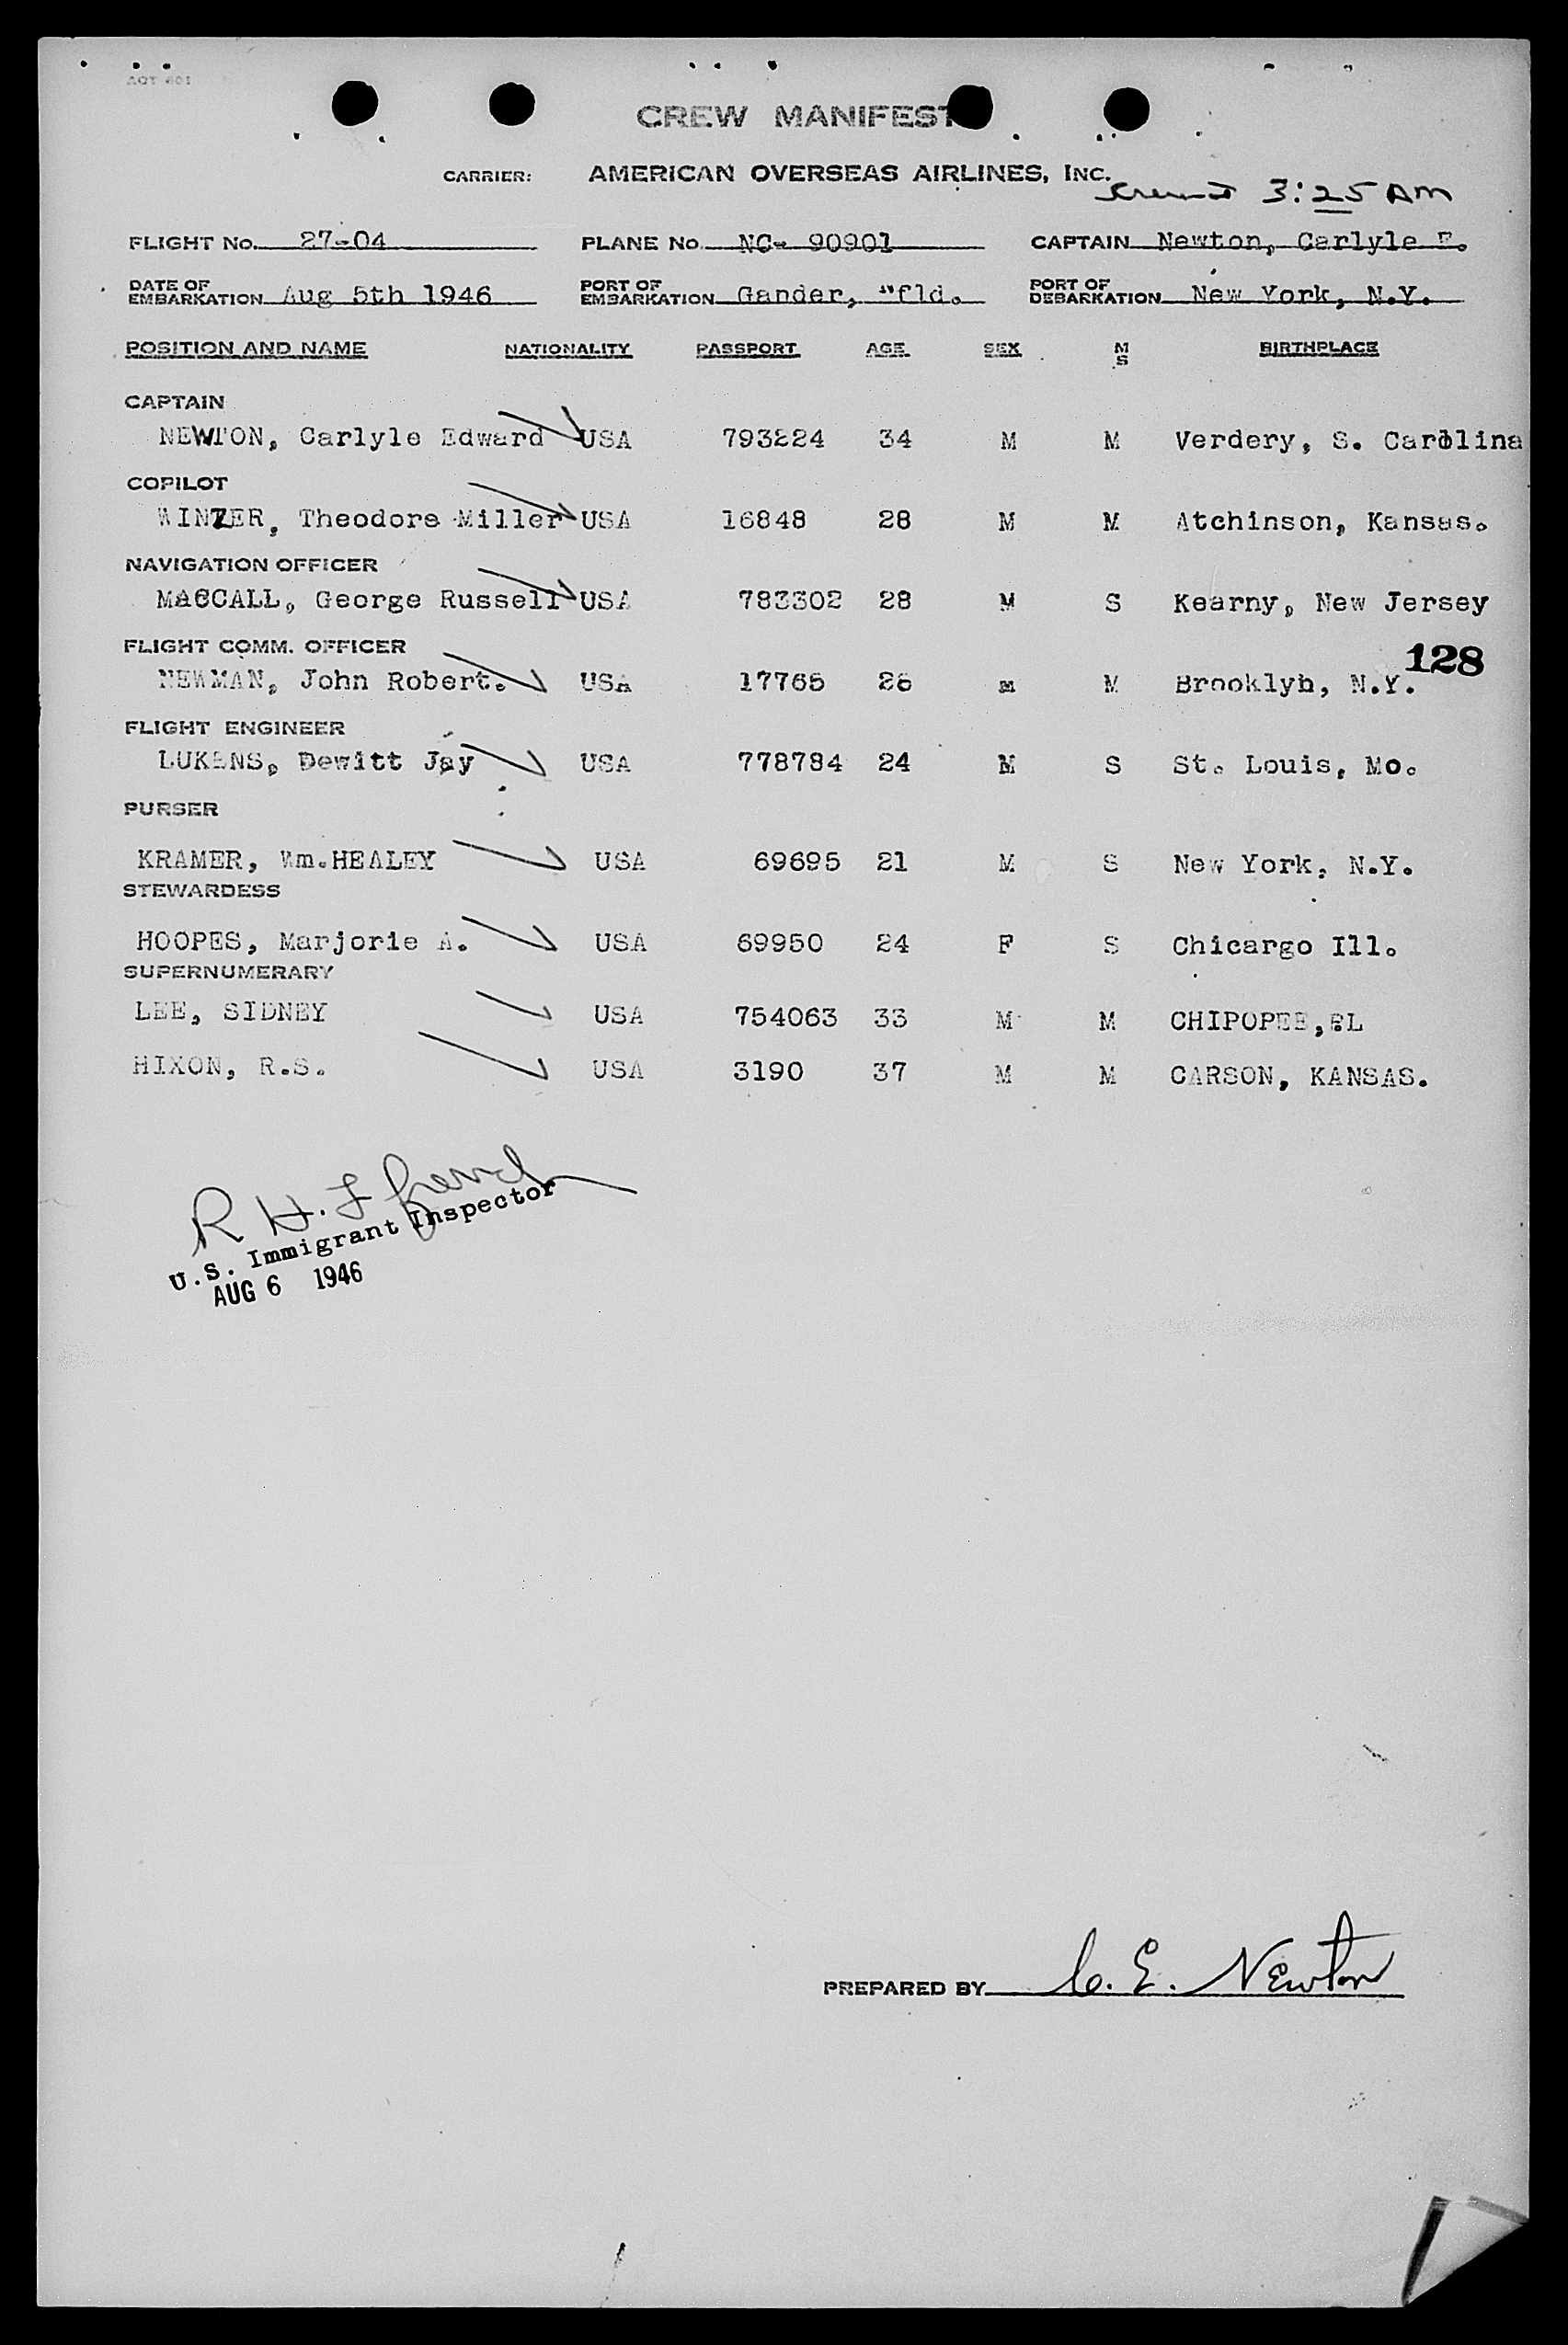 AOT 601
CREW MANIFEST
CARRIER: AMERICAN OVERSEAS AIRLINES, INC.
3:25 AM
FLIGHT NO. 27-04 PLANE NO. NC- 90901 CAPTAIN Newton, Carlyle E.
DATE OF EMBARKATION Aug 5th 1946 PORT OF EMBARKATION Gander, "fld. PORT OF DEBARKATION New York, N.Y.
POSITION AND NAME NATIONALITY PASSPORT AGE SEX M S BIRTHPLACE
CAPTAIN
NEWTON, Carlyle Edward USA 793224 34 M M Verdery, S. Carolina
COPILOT
WINZER, Theodore Miller USA 16848 28 M M Atchinson, Kansas.
NAVIGATION OFFICER
MacCALL, George Russell USA 783302 28 M S Kearny, New Jersey
FLIGHT COMM. OFFICER
128
NEWMAN, John Robert. USA 17765 26 M M Brooklyn, N.Y.
FLIGHT ENGINEER
LUKENS, Dewitt Jay USA 778784 24 M S St. Louis, Mo.
PURSER
KRAMER, Wm.HEALEY USA 69695 21 M S New York, N.Y.
STEWARDESS
HOOPES, Marjorie A. USA 69950 24 F S Chicargo Ill.
SUPERNUMERARY
LEE, SIDNEY USA 754063 33 M M CHIPOPEE,
HIXON, R.S. USA 3190 37 M M CARSON, KANSAS.
R H.
U.S. Immigrant Inspector
AUG 6 1946
PREPARED BY C. E. Newton